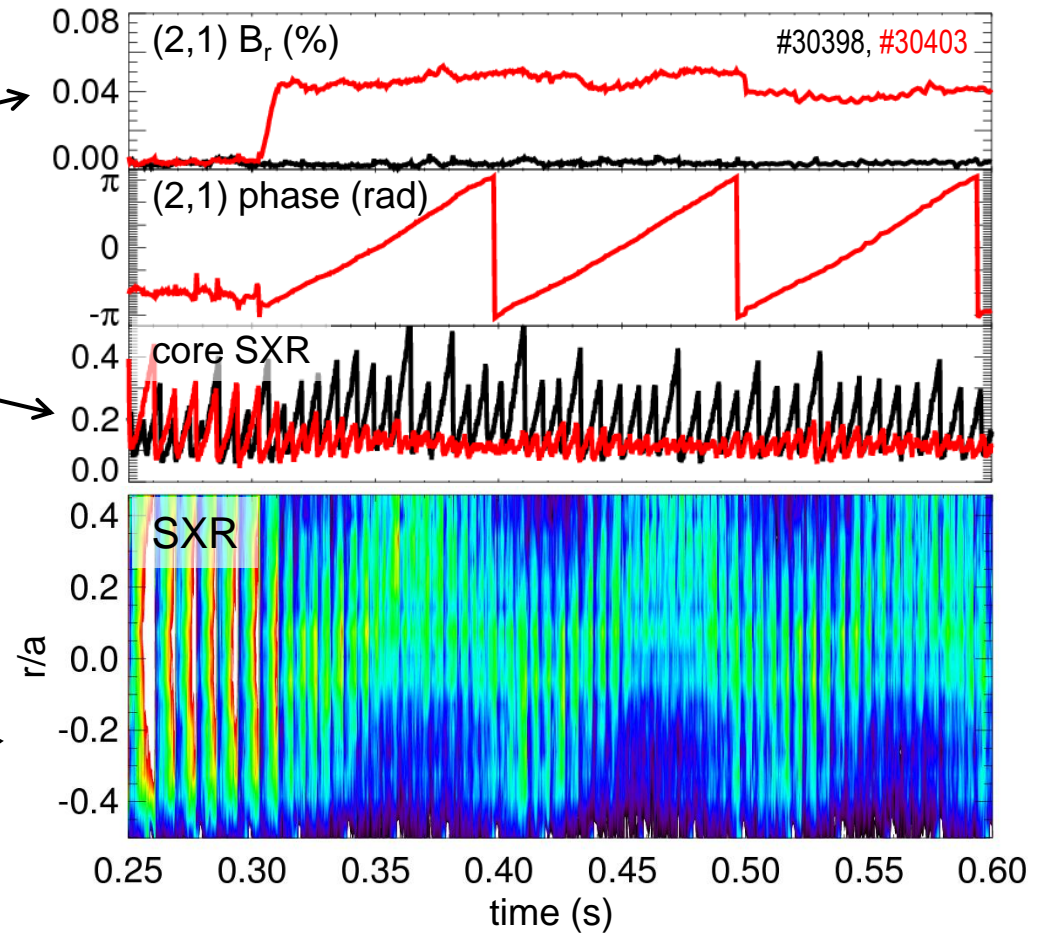 0.08
(2,1) Br (%)
#30398, #30403
0.04
0.00
π
(2,1) phase (rad)
0
-π
0.4
core SXR
0.2
0.0
0.4
SXR
0.2
r/a
0.0
-0.2
-0.4
0.25 0.30 0.35 0.40 0.45 0.50 0.55 0.60
time (s)